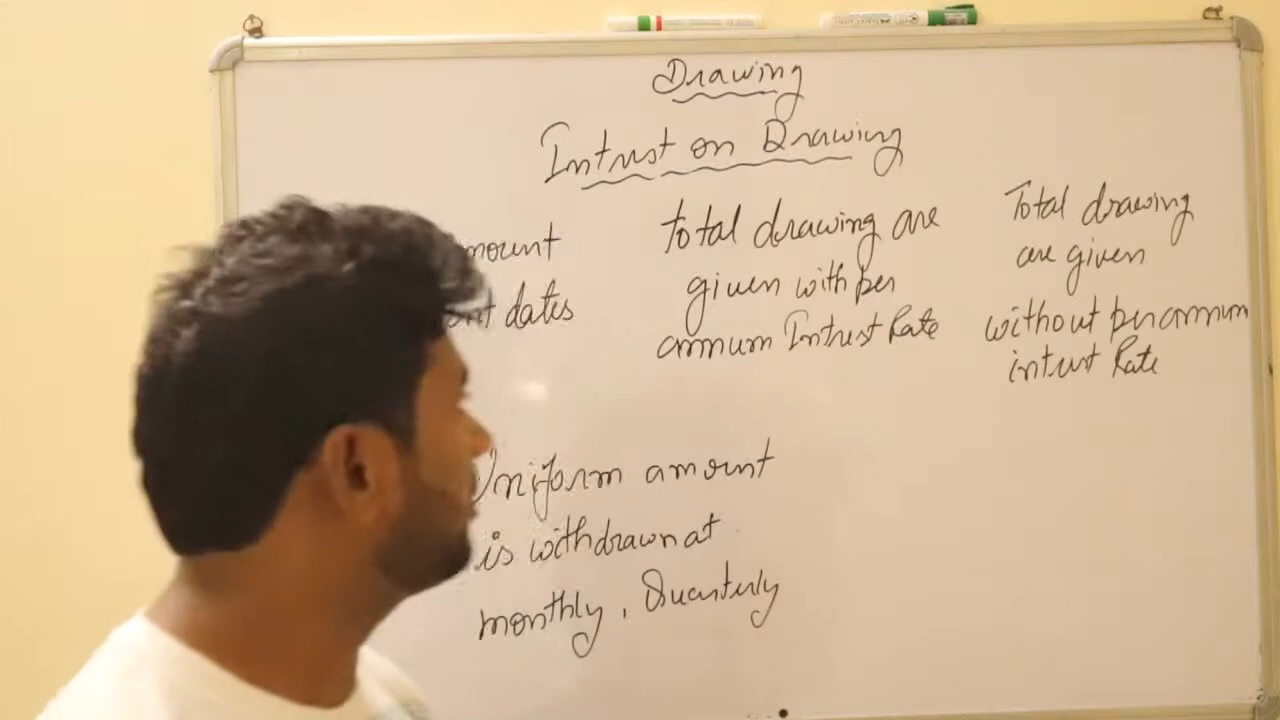 Drawing
Intrust on Drawing
mount
dates
total drawing are
given with per
annum Intrust Rate
Total drawing
are given
without per annum
intrust Rate
Uniform amount
is withdrawn at
monthly, Quarterly